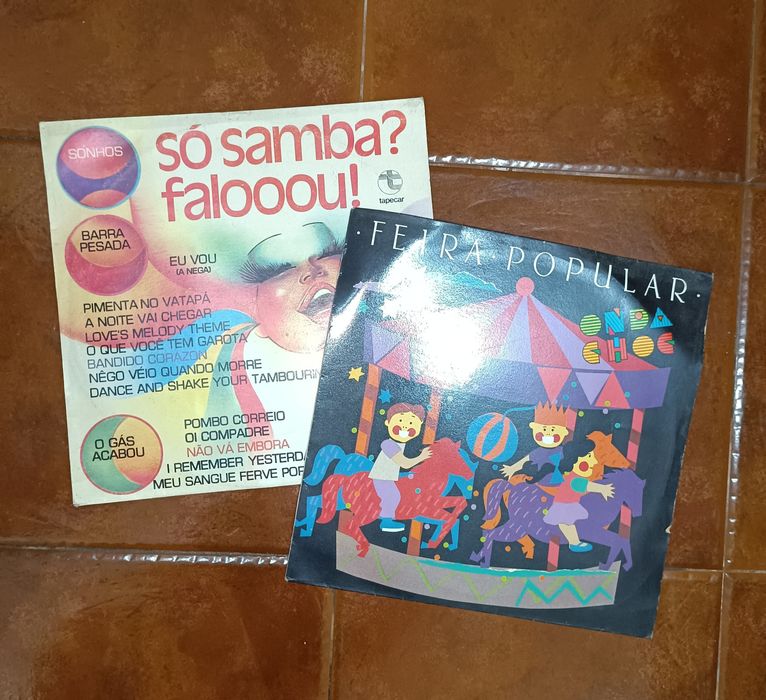 só samba?
falooou!
tapecar
SONHOS
BARRA
PESADA
EU VOU
(A NEGA)
PIMENTA NO VATAPÁ
A NOITE VAI CHEGAR
LOVE'S MELODY THEME
O QUE VOCÊ TEM GAROTA
BANDIDO CORAZON
NÊGO VÉIO QUANDO MORRE
DANCE AND SHAKE YOUR TAMBOURIN
O GÁS
ACABOU
POMBO CORREIO
OI COMPADRE
NÃO VÁ EMBORA
I REMEMBER YESTERDA
MEU SANGUE FERVE POR
· FEIRA POPULAR ·
ONDA
CHOC